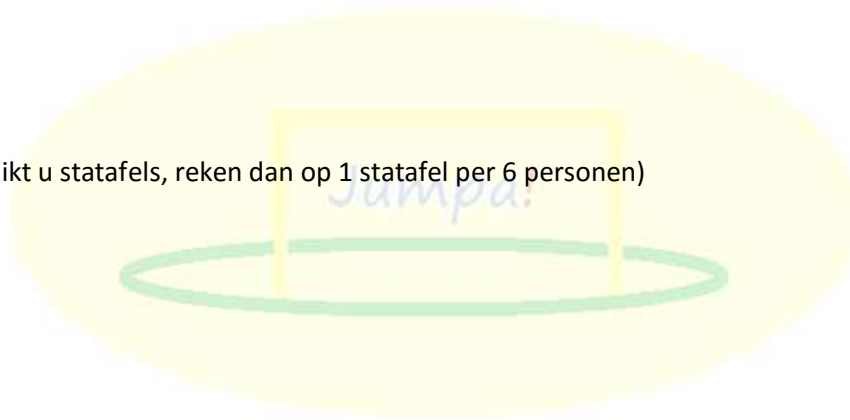 ikt u statafels, reken dan op 1 statafel per 6 personen)
Jumpa!